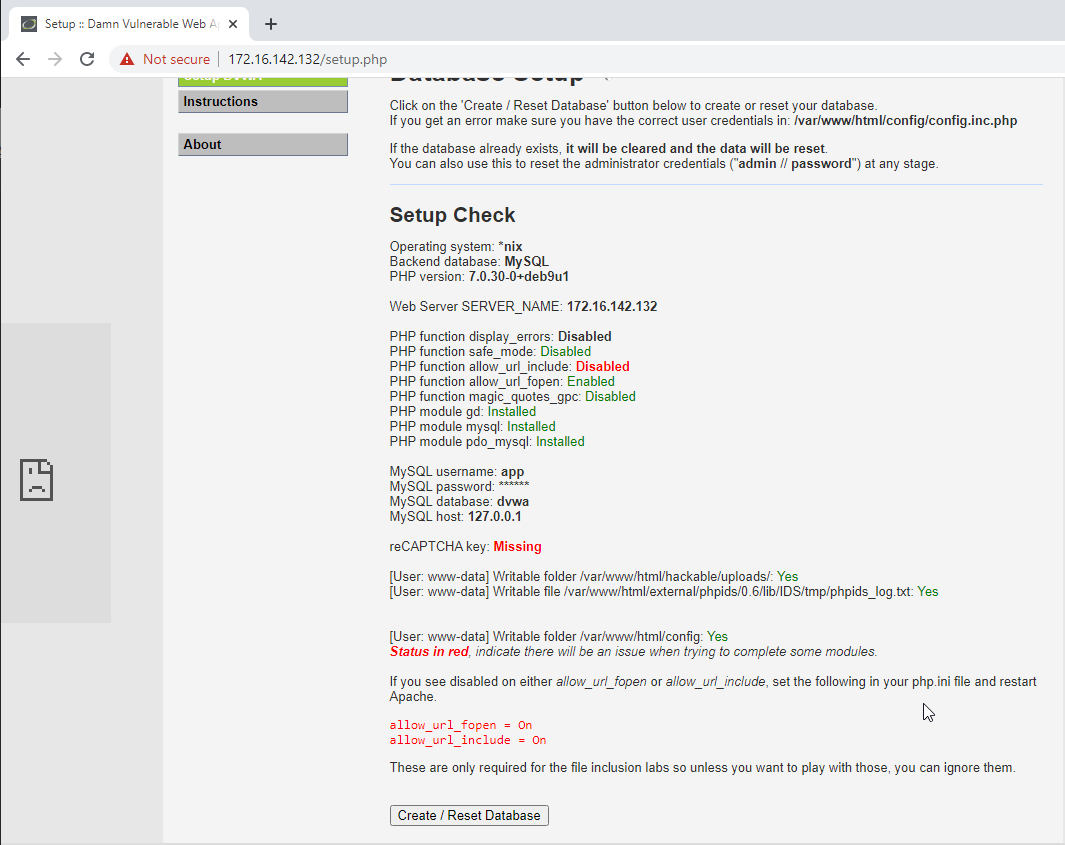 Setup :: Damn Vulnerable Web A
Not secure | 172.16.142.132/setup.php
Setup DVWA
Instructions
About
Database Setup
Click on the 'Create / Reset Database' button below to create or reset your database.
If you get an error make sure you have the correct user credentials in: /var/www/html/config/config.inc.php
If the database already exists, it will be cleared and the data will be reset.
You can also use this to reset the administrator credentials ("admin // password") at any stage.
Setup Check
Operating system: *nix
Backend database: MySQL
PHP version: 7.0.30-0+deb9u1
Web Server SERVER_NAME: 172.16.142.132
PHP function display_errors: Disabled
PHP function safe_mode: Disabled
PHP function allow_url_include: Disabled
PHP function allow_url_fopen: Enabled
PHP function magic_quotes_gpc: Disabled
PHP module gd: Installed
PHP module mysql: Installed
PHP module pdo_mysql: Installed
MySQL username: app
MySQL password: ******
MySQL database: dvwa
MySQL host: 127.0.0.1
reCAPTCHA key: Missing
[User: www-data] Writable folder /var/www/html/hackable/uploads/: Yes
[User: www-data] Writable file /var/www/html/external/phpids/0.6/lib/IDS/tmp/phpids_log.txt: Yes
[User: www-data] Writable folder /var/www/html/config: Yes
Status in red, indicate there will be an issue when trying to complete some modules.
If you see disabled on either allow_url_fopen or allow_url_include, set the following in your php.ini file and restart
Apache.
allow_url_fopen = On
allow_url_include = On
These are only required for the file inclusion labs so unless you want to play with those, you can ignore them.
Create / Reset Database